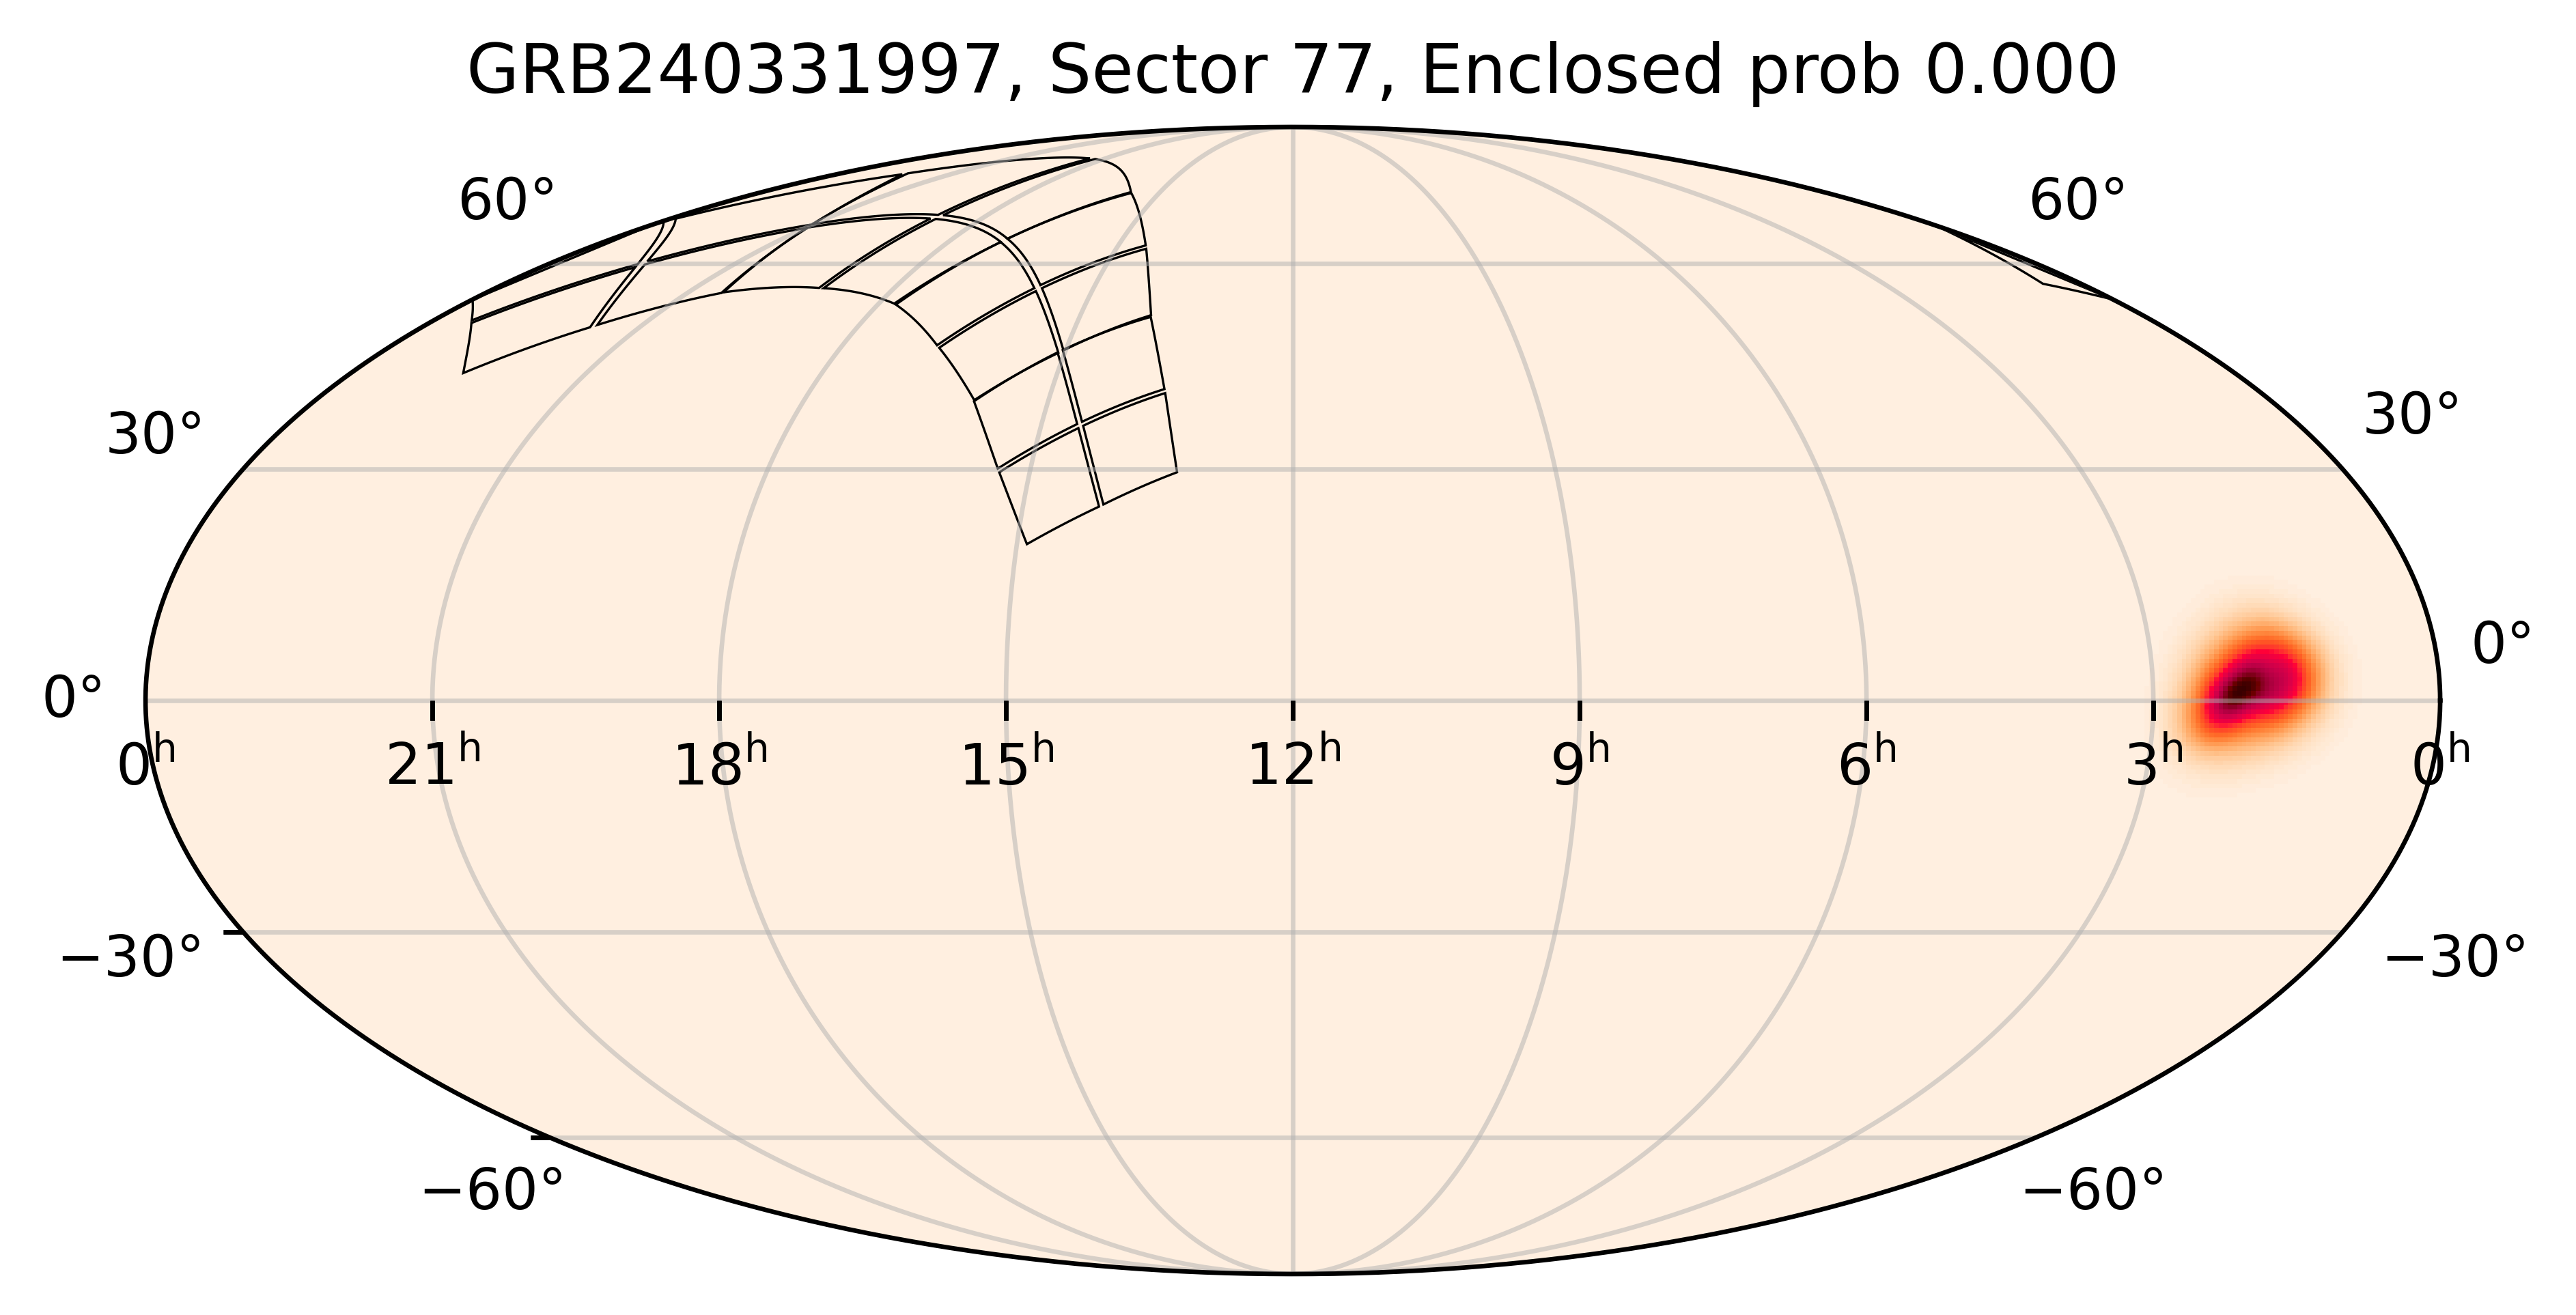 GRB240331997, Sector 77, Enclosed prob 0.000
60° 60°
30° 30°
0° 0°
0h 21h 18h 15h 12h 9h 6h 3h 0h
−30° −30°
−60° −60°